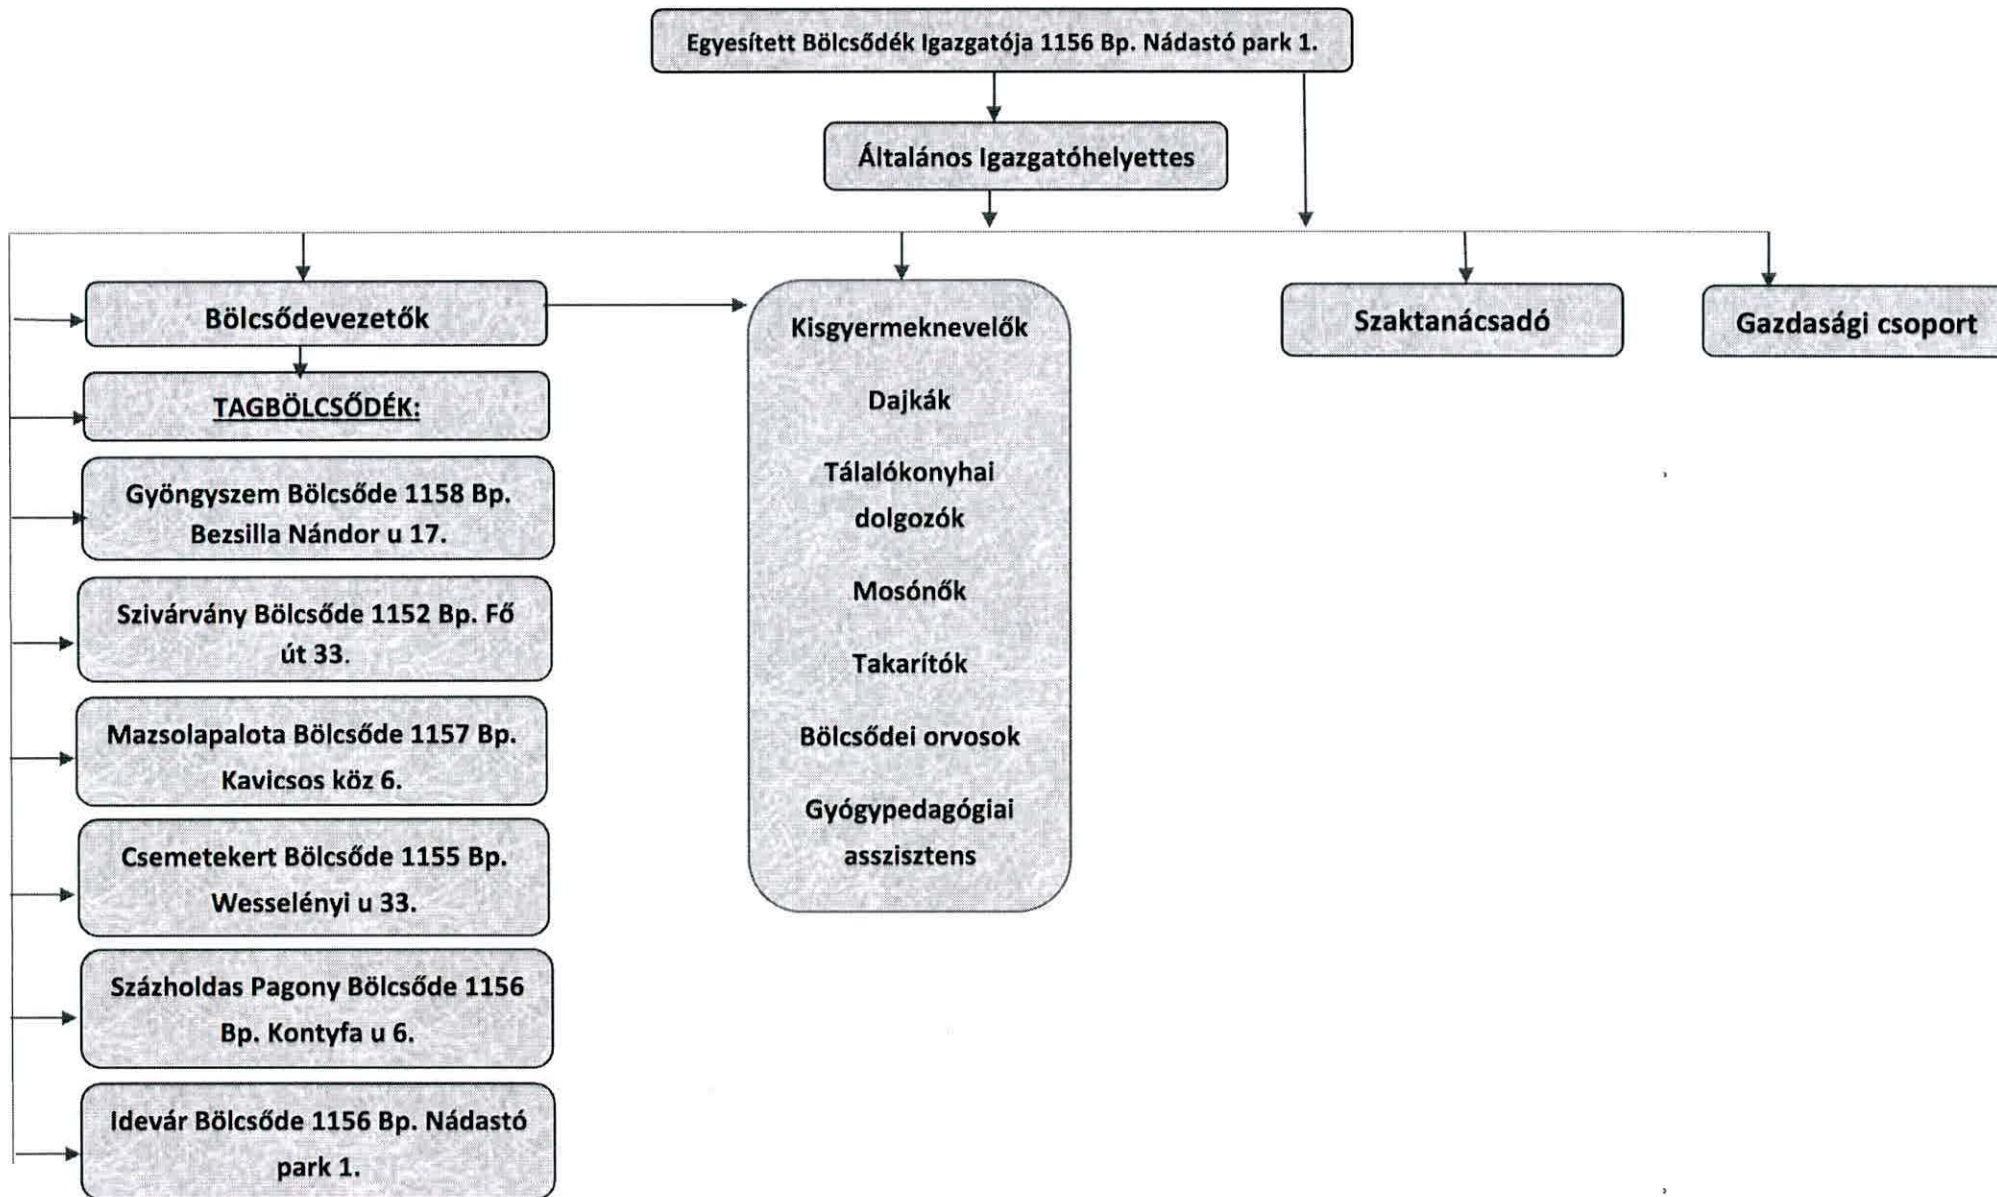 Egyesített Bölcsődék Igazgatója 1156 Bp. Nádastó park 1.
Általános Igazgatóhelyettes
Bölcsődevezetők
TAGBÖLCSŐDÉK:
Gyöngyszem Bölcsőde 1158 Bp.
Bezsilla Nándor u 17.
Szivárvány Bölcsőde 1152 Bp. Fő
út 33.
Mazsolapalota Bölcsőde 1157 Bp.
Kavicsos köz 6.
Csemetekert Bölcsőde 1155 Bp.
Wesselényi u 33.
Százholdas Pagony Bölcsőde 1156
Bp. Kontyfa u 6.
Idevár Bölcsőde 1156 Bp. Nádastó
park 1.
Kisgyermeknevelők
Dajkák
Tálalókonyhai
dolgozók
Mosónők
Takarítók
Bölcsődei orvosok
Gyógypedagógiai
asszisztens
Szaktanácsadó
Gazdasági csoport